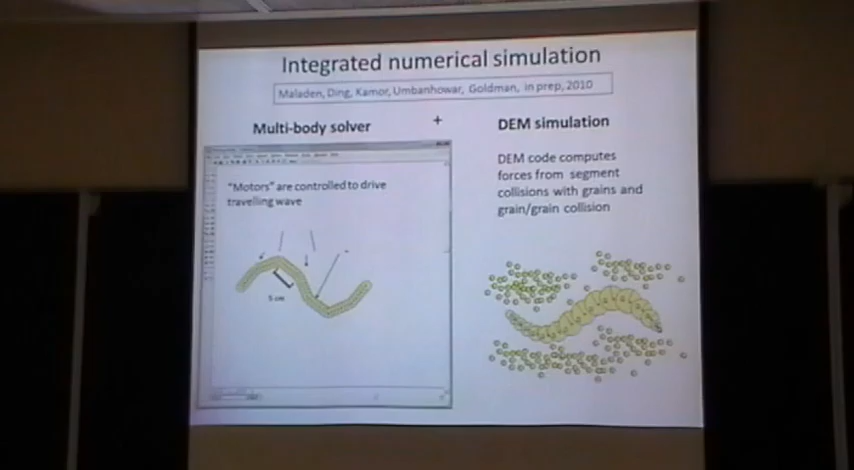 Integrated numerical simulation
Maladen, Ding, Kamor, Umbanhowar, Goldman, in prep, 2010
Multi-body solver
+
DEM simulation
"Motors" are controlled to drive
travelling wave
5 cm
DEM code computes
forces from segment
collisions with grains and
grain/grain collision